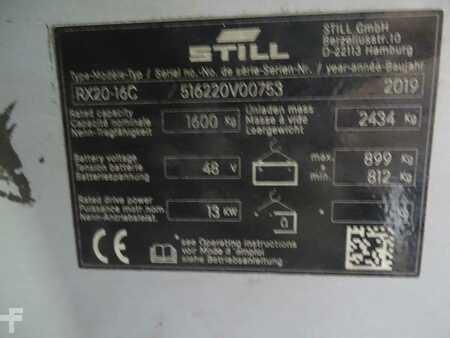 STILL
STILL GmbH
Berzeliusstr.10
D-22113 Hamburg
Type-Modèle-Typ / Serial no.-No. de série-Serien-Nr. / year-année-Baujahr
RX20-16C 516220V00753 2019
Rated capacity
Capacité nominale
Nenn-Tragfähigkeit
1600 Kg
Unladen mass
Masse à vide
Leergewicht
2434 Kg
Battery voltage
Tension batterie
Batteriespannung
48 V
max. 899 Kg
min. 812 Kg
Rated drive power
Puissance motr. nom.
Nenn-Antriebsleist.
13 KW
CE
see Operating instructions
voir Mode d'emploi
siehe Betriebsanleitung